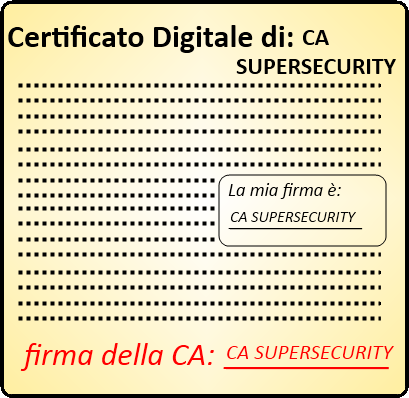 Certificato Digitale di: CA
SUPERSECURITY
La mia firma è:
CA SUPERSECURITY
firma della CA: CA SUPERSECURITY